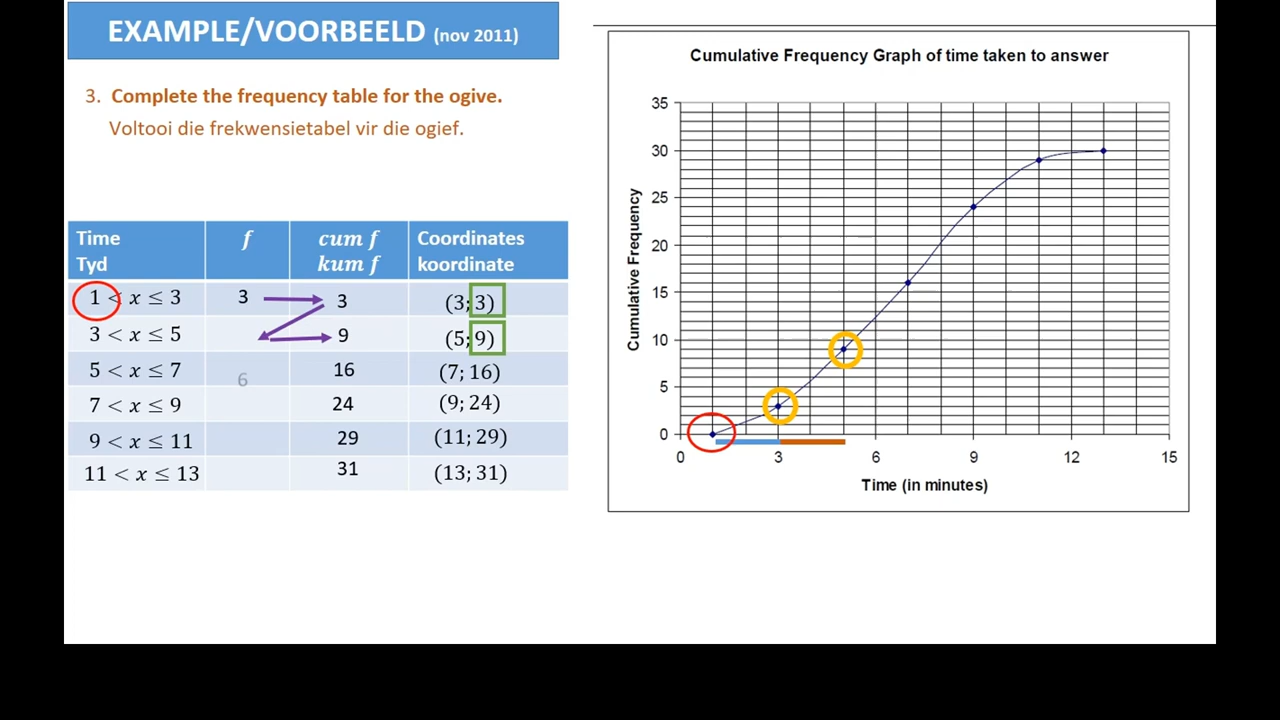 EXAMPLE/VOORBEELD (nov 2011)
3. Complete the frequency table for the ogive.
Voltooi die frekwensietabel vir die ogief.
Time f cum f Coordinates
Tyd kum f koordinate
1 < x ≤ 3 3 3 (3; 3)
3 < x ≤ 5 9 (5; 9)
5 < x ≤ 7 6 16 (7; 16)
7 < x ≤ 9 24 (9; 24)
9 < x ≤ 11 29 (11; 29)
11 < x ≤ 13 31 (13; 31)
Cumulative Frequency Graph of time taken to answer
35
30
25
20
15
10
5
0
Cumulative Frequency
0 3 6 9 12 15
Time (in minutes)